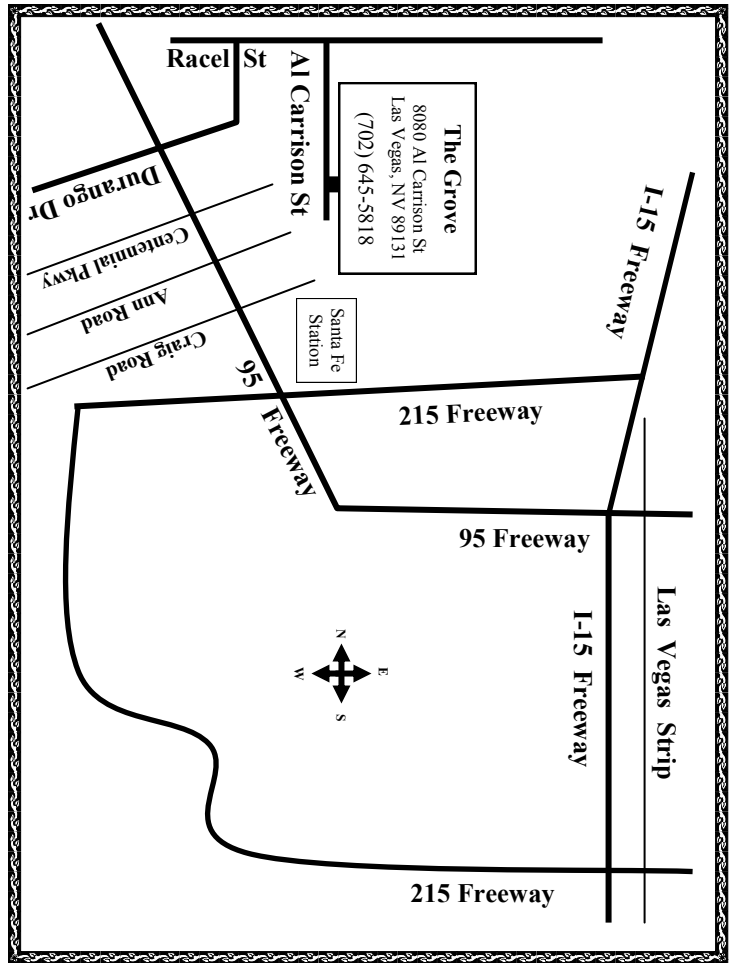 Racel St
Al Carrison St
The Grove
8080 Al Carrison St
Las Vegas, NV 89131
(702) 645-5818
I-15 Freeway
Durango Dr
Centennial Pkwy
Ann Road
Craig Road
Santa Fe
Station
95 Freeway
215 Freeway
95 Freeway
I-15 Freeway
Las Vegas Strip
N
E
W
S
215 Freeway